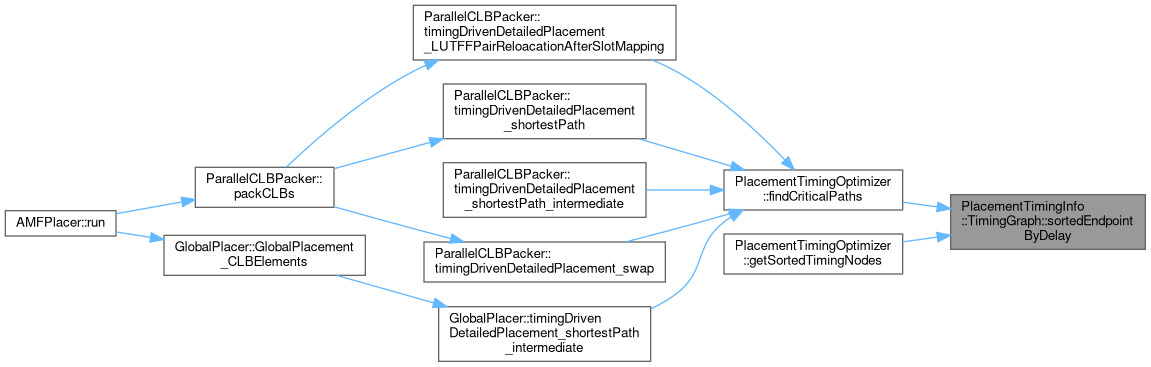 ParallelCLBPacker::
timingDrivenDetailedPlacement
_LUTFFPairReloacationAfterSlotMapping
ParallelCLBPacker::
timingDrivenDetailedPlacement
_shortestPath
ParallelCLBPacker::
packCLBs
ParallelCLBPacker::
timingDrivenDetailedPlacement
_shortestPath_intermediate
PlacementTimingOptimizer
::findCriticalPaths
PlacementTimingInfo
::TimingGraph::sortedEndpoint
ByDelay
AMFPlacer::run
GlobalPlacer::GlobalPlacement
_CLBElements
ParallelCLBPacker::
timingDrivenDetailedPlacement_swap
PlacementTimingOptimizer
::getSortedTimingNodes
GlobalPlacer::timingDriven
DetailedPlacement_shortestPath
_intermediate